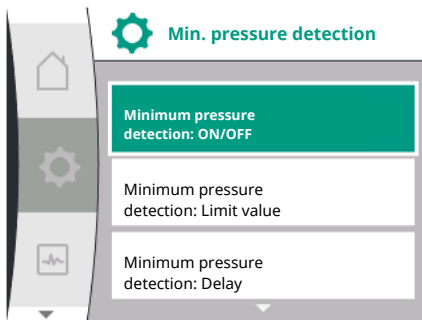 Min. pressure detection
Minimum pressure
detection: ON/OFF
Minimum pressure
detection: Limit value
Minimum pressure
detection: Delay